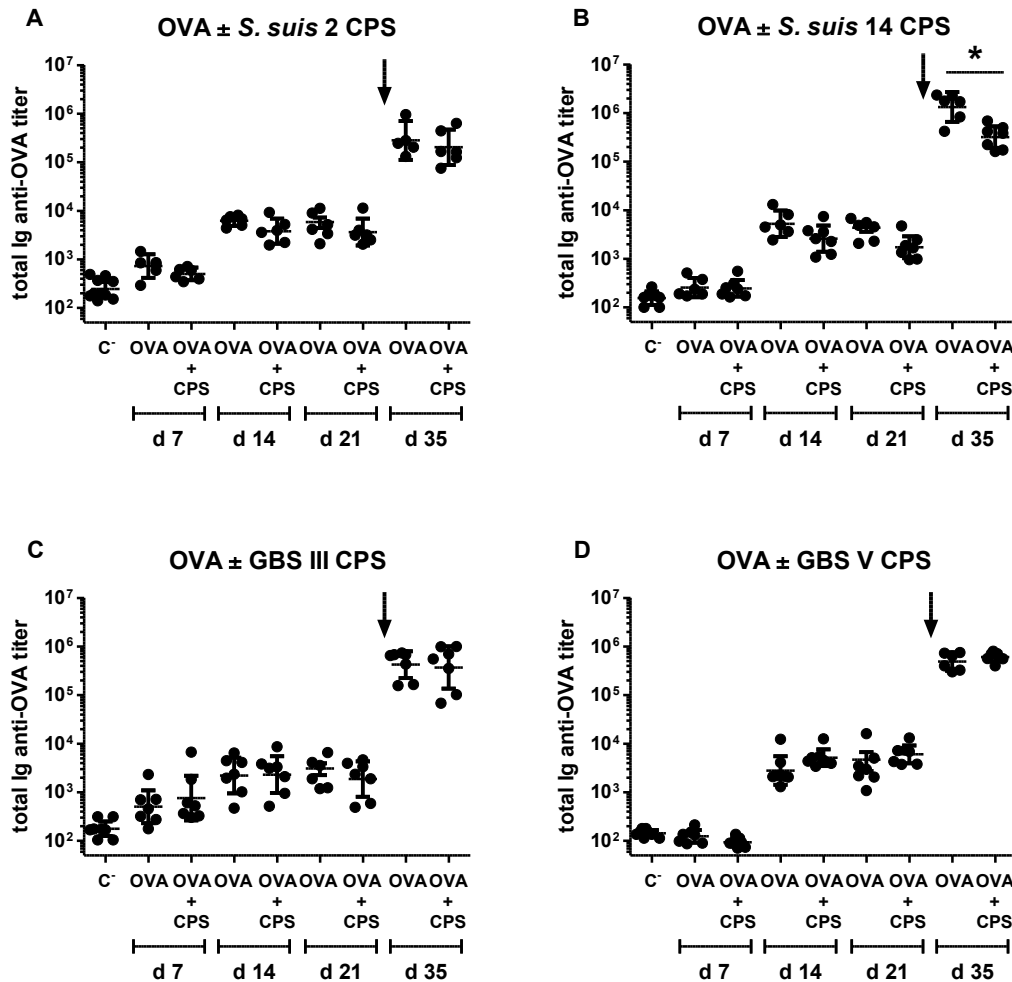 A
OVA ± S. suis 2 CPS
total Ig anti-OVA titer
10⁷
10⁶
10⁵
10⁴
10³
10²
C⁻ OVA OVA OVA OVA OVA OVA OVA OVA
+ + + +
CPS CPS CPS CPS
d 7 d 14 d 21 d 35
B
OVA ± S. suis 14 CPS
*
total Ig anti-OVA titer
10⁷
10⁶
10⁵
10⁴
10³
10²
C⁻ OVA OVA OVA OVA OVA OVA OVA OVA
+ + + +
CPS CPS CPS CPS
d 7 d 14 d 21 d 35
C
OVA ± GBS III CPS
total Ig anti-OVA titer
10⁷
10⁶
10⁵
10⁴
10³
10²
C⁻ OVA OVA OVA OVA OVA OVA OVA OVA
+ + + +
CPS CPS CPS CPS
d 7 d 14 d 21 d 35
D
OVA ± GBS V CPS
total Ig anti-OVA titer
10⁷
10⁶
10⁵
10⁴
10³
10²
C⁻ OVA OVA OVA OVA OVA OVA OVA OVA
+ + + +
CPS CPS CPS CPS
d 7 d 14 d 21 d 35